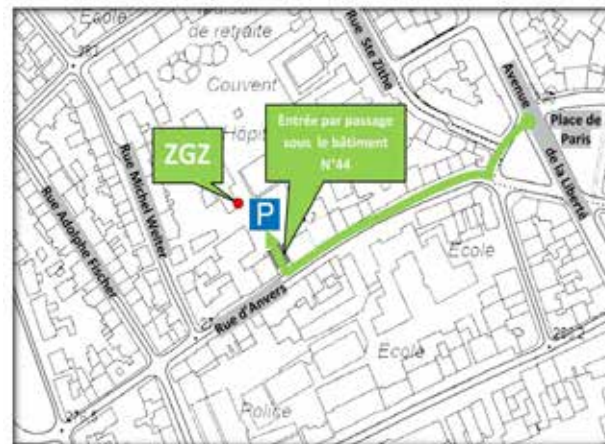 Ecole
de retraite
Couvent
Rue Ste Zithe
Avenue
de la Liberté
Place de
Paris
Entrée par passage
sous le bâtiment
N°44
Hôpit
ZGZ
P
Rue Michel Welter
Rue Adolphe Fischer
Rue d'Anvers
Ecole
Ecole
Police